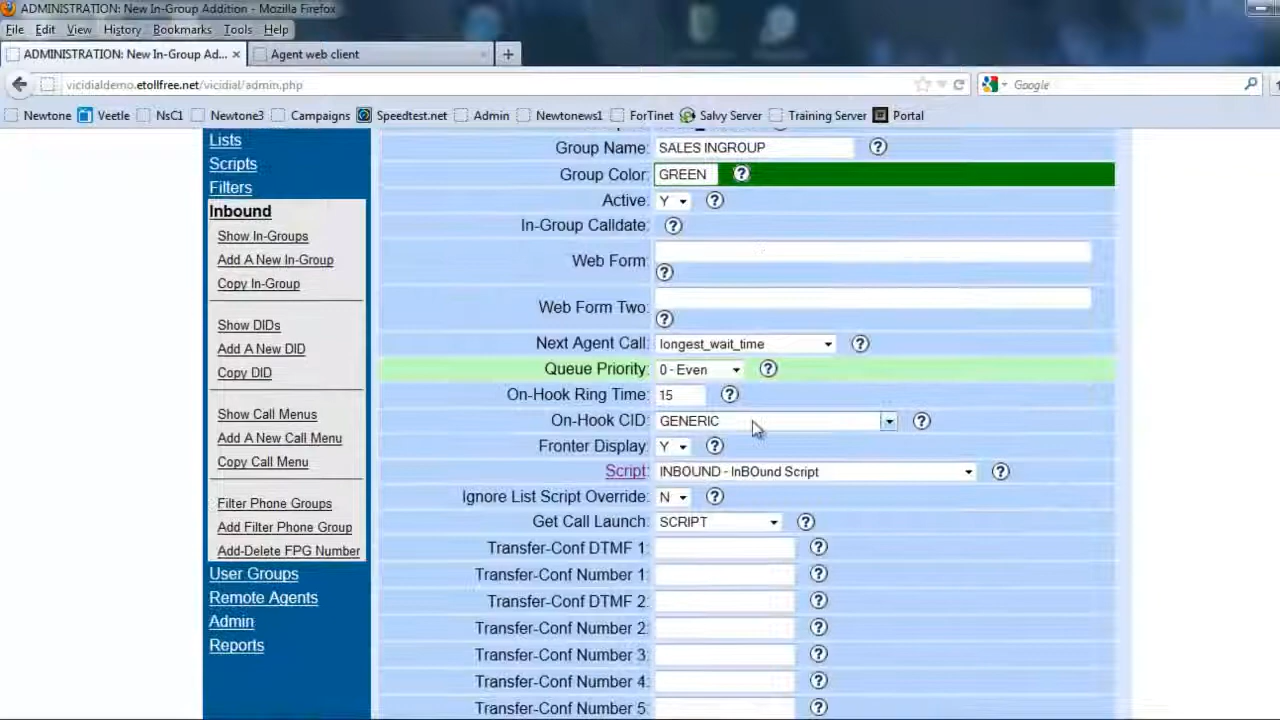 ADMINISTRATION: New In-Group Addition - Mozilla Firefox
File Edit View History Bookmarks Tools Help
ADMINISTRATION: New In-Group Ad... × Agent web client × +
vicidialdemo.etollfree.net/vicidial/admin.php Google
Newtone Veetle NsC1 Newtone3 Campaigns Speedtest.net Admin Newtonews1 ForTinet Salvy Server Training Server Portal
Lists
Scripts
Filters
Inbound
Show In-Groups
Add A New In-Group
Copy In-Group
Show DIDs
Add A New DID
Copy DID
Show Call Menus
Add A New Call Menu
Copy Call Menu
Filter Phone Groups
Add Filter Phone Group
Add-Delete FPG Number
User Groups
Remote Agents
Admin
Reports
Group Name: SALES INGROUP ?
Group Color: GREEN ?
Active: Y ?
In-Group Calldate: ?
Web Form:
?
Web Form Two:
?
Next Agent Call: longest_wait_time ?
Queue Priority: 0 - Even ?
On-Hook Ring Time: 15 ?
On-Hook CID: GENERIC ?
Fronter Display: Y ?
Script: INBOUND - InBOund Script ?
Ignore List Script Override: N ?
Get Call Launch: SCRIPT ?
Transfer-Conf DTMF 1: ?
Transfer-Conf Number 1: ?
Transfer-Conf DTMF 2: ?
Transfer-Conf Number 2: ?
Transfer-Conf Number 3: ?
Transfer-Conf Number 4: ?
Transfer-Conf Number 5: ?